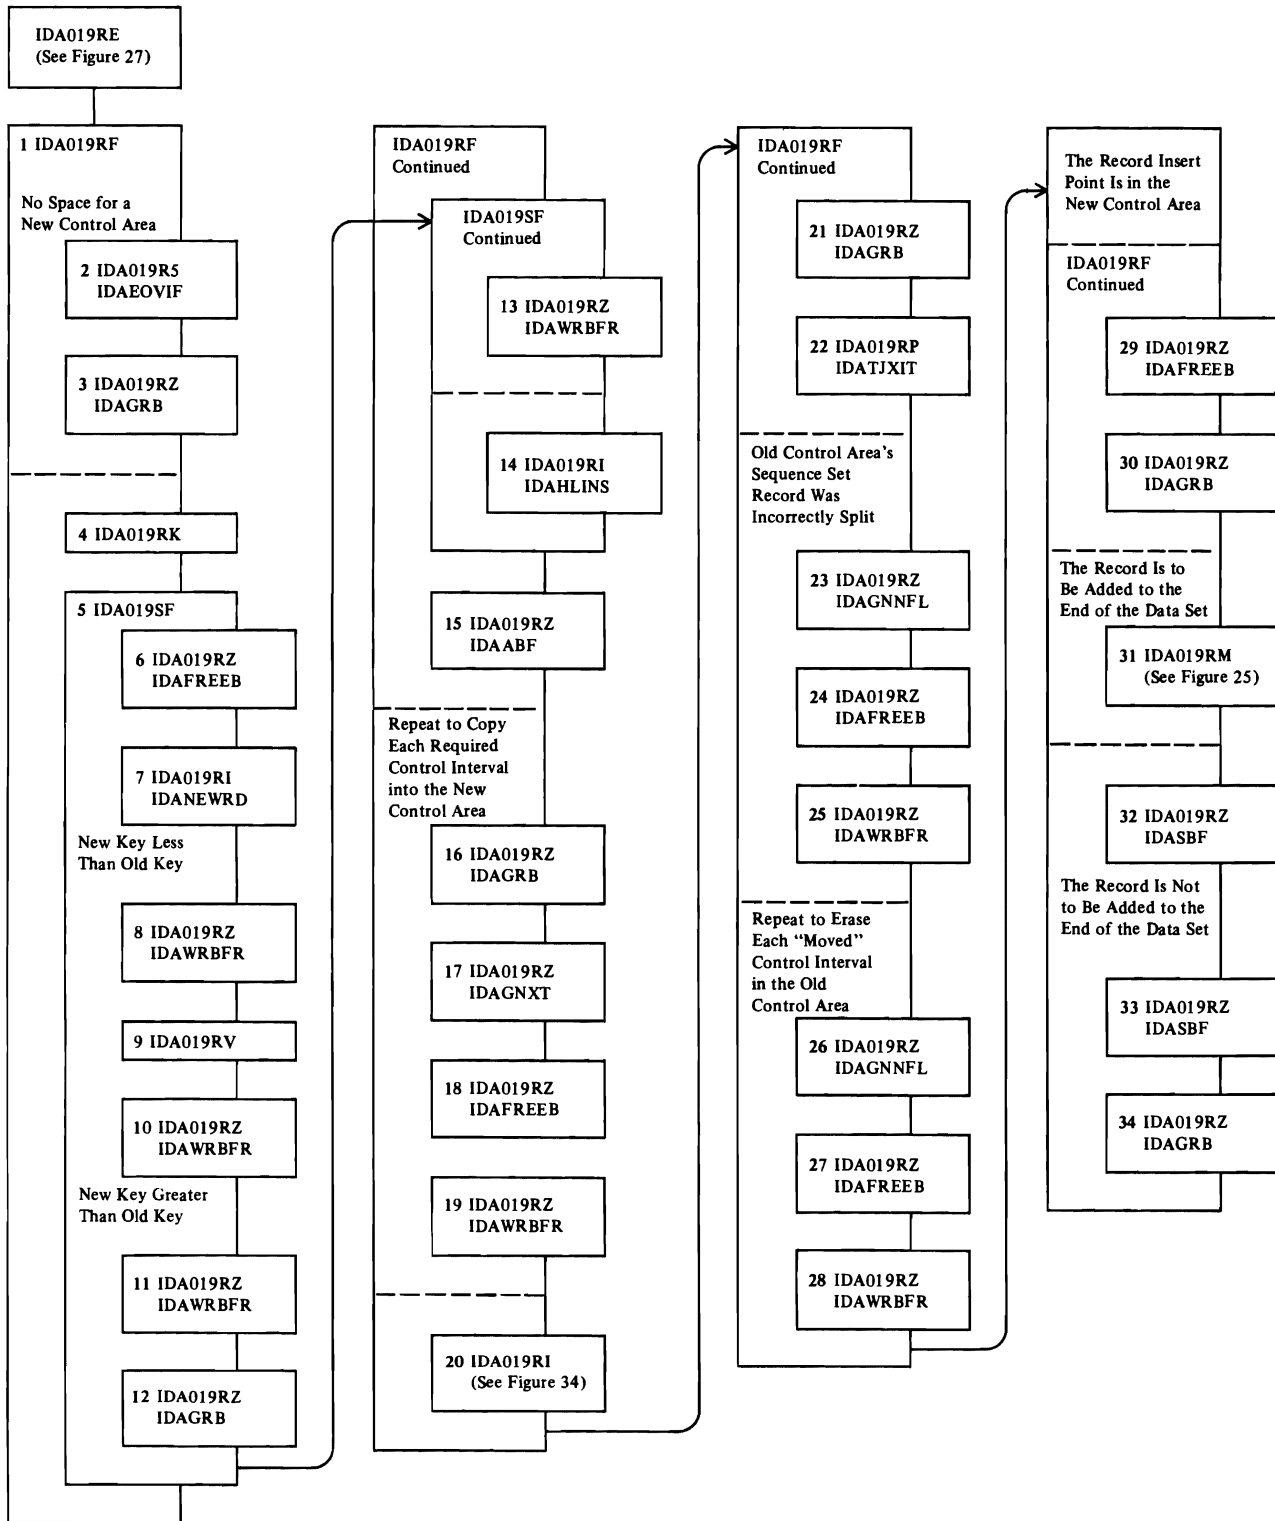 IDA019RE
(See Figure 27)
1 IDA019RF
No Space for a
New Control Area
2 IDA019R5
IDAEOVIF
3 IDA019RZ
IDAGRB
4 IDA019RK
5 IDA019SF
6 IDA019RZ
IDAFREEB
7 IDA019RI
IDANEWRD
New Key Less
Than Old Key
8 IDA019RZ
IDAWRBFR
9 IDA019RV
10 IDA019RZ
IDAWRBFR
New Key Greater
Than Old Key
11 IDA019RZ
IDAWRBFR
12 IDA019RZ
IDAGRB
IDA019RF
Continued
IDA019SF
Continued
13 IDA019RZ
IDAWRBFR
14 IDA019RI
IDAHLINS
15 IDA019RZ
IDAABF
Repeat to Copy
Each Required
Control Interval
into the New
Control Area
16 IDA019RZ
IDAGRB
17 IDA019RZ
IDAGNXT
18 IDA019RZ
IDAFREEB
19 IDA019RZ
IDAWRBFR
20 IDA019RI
(See Figure 34)
IDA019RF
Continued
21 IDA019RZ
IDAGRB
22 IDA019RP
IDATJXIT
Old Control Area's
Sequence Set
Record Was
Incorrectly Split
23 IDA019RZ
IDAGNNFL
24 IDA019RZ
IDAFREEB
25 IDA019RZ
IDAWRBFR
Repeat to Erase
Each “Moved”
Control Interval
in the Old
Control Area
26 IDA019RZ
IDAGNNFL
27 IDA019RZ
IDAFREEB
28 IDA019RZ
IDAWRBFR
The Record Insert
Point Is in the
New Control Area
IDA019RF
Continued
29 IDA019RZ
IDAFREEB
30 IDA019RZ
IDAGRB
The Record Is to
Be Added to the
End of the Data Set
31 IDA019RM
(See Figure 25)
32 IDA019RZ
IDASBF
The Record Is Not
to Be Added to the
End of the Data Set
33 IDA019RZ
IDASBF
34 IDA019RZ
IDAGRB